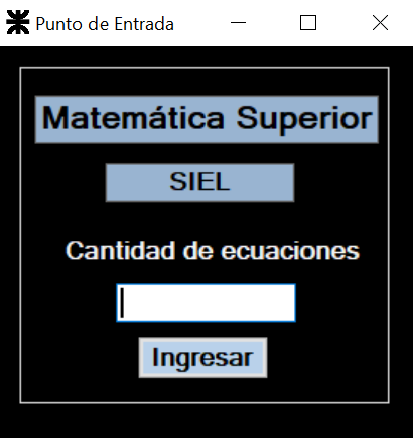 Punto de Entrada
Matemática Superior
SIEL
Cantidad de ecuaciones
Ingresar